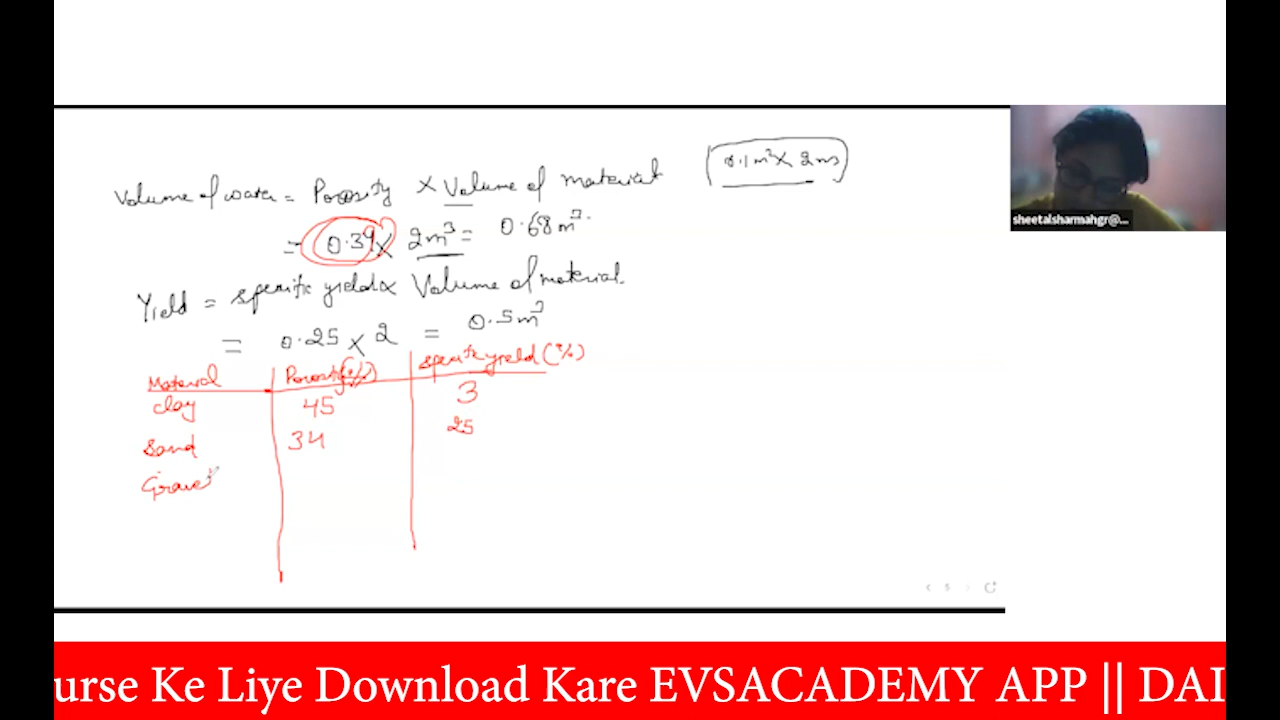 Volume of water = Porosity × Volume of material
0.1m² × 2m
= 0.34 × 2m³ = 0.68m³.
Yield = specific yield × Volume of material.
= 0.25 × 2 = 0.5m³
Material Porosity(%) specific yield (%)
clay 45 3
sand 34 25
Gravel
sheetalsharmahgr@...
< 5 >
urse Ke Liye Download Kare EVSACADEMY APP || DAI